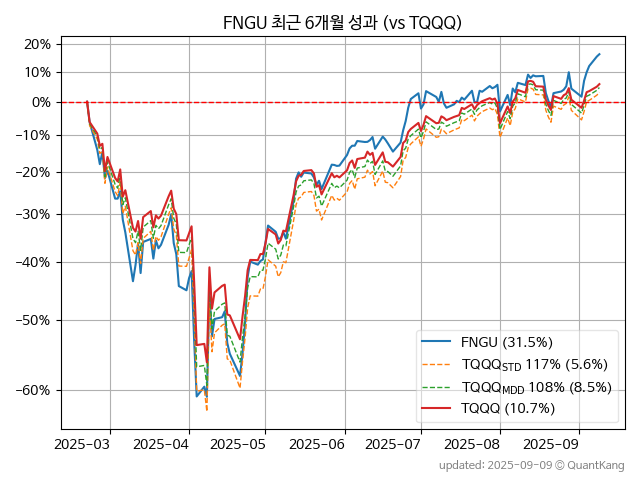 FNGU 최근 6개월 성과 (vs TQQQ)
20%
10%
0%
−10%
−20%
−30%
−40%
−50%
−60%
FNGU (31.5%)
TQQQSTD 117% (5.6%)
TQQQMDD 108% (8.5%)
TQQQ (10.7%)
2025-03 2025-04 2025-05 2025-06 2025-07 2025-08 2025-09
updated: 2025-09-09 © QuantKang